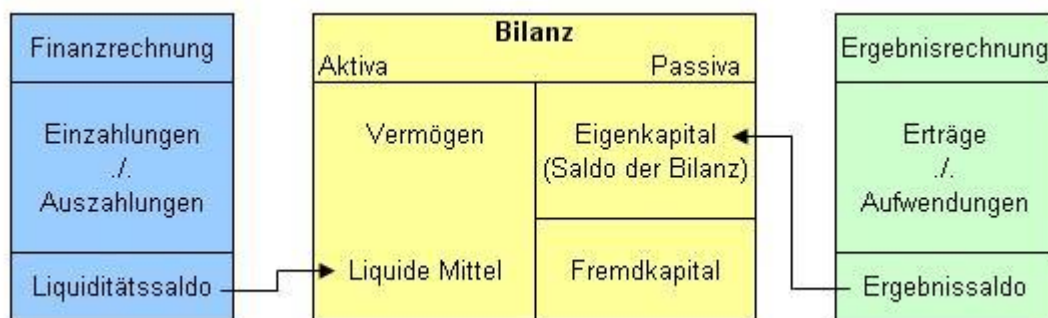 Finanzrechnung
Einzahlungen
./.
Auszahlungen
Liquiditätssaldo
Bilanz
Aktiva Passiva
Vermögen
Liquide Mittel
Eigenkapital
(Saldo der Bilanz)
Fremdkapital
Ergebnisrechnung
Erträge
./.
Aufwendungen
Ergebnissaldo